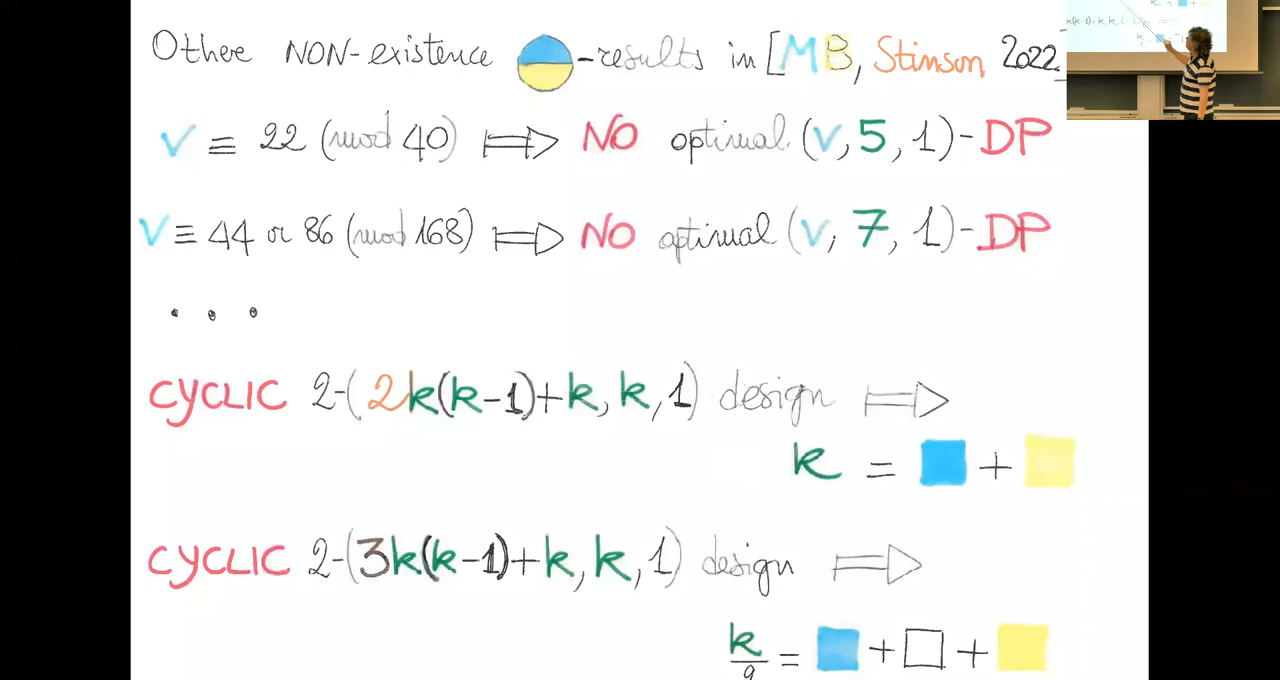 Other NON-existence -results in [MB, Stinson 2022
V ≡ 22 (mod 40) ⟹ NO optimal (v, 5, 1)-DP
V ≡ 44 or 86 (mod 168) ⟹ NO optimal (v, 7, 1)-DP
. . .
CYCLIC 2-(2k(k-1)+k, k, 1) design ⟹
k = □ + □
CYCLIC 2-(3k(k-1)+k, k, 1) design ⟹
k/9 = □ + □ + □